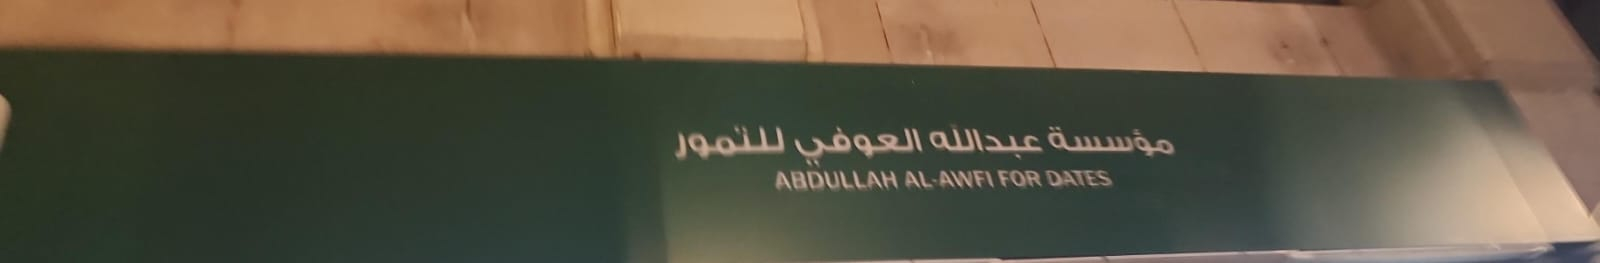 مؤسسة عبدالله العوفي للتمور
ABDULLAH AL-AWFI FOR DATES